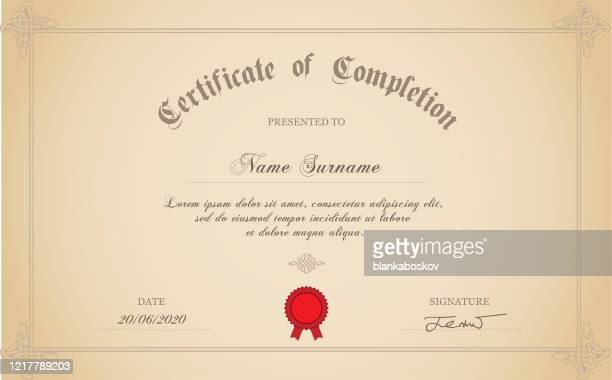 Certificate of Completion
PRESENTED TO
Name Surname
Lorem ipsum dolor sit amet, consectetur adipiscing elit,
sed do eiusmod tempor incididunt ut labore
et dolore magna aliqua.
gettyimages
blankaboskov
DATE
SIGNATURE
20/06/2020
1217789203